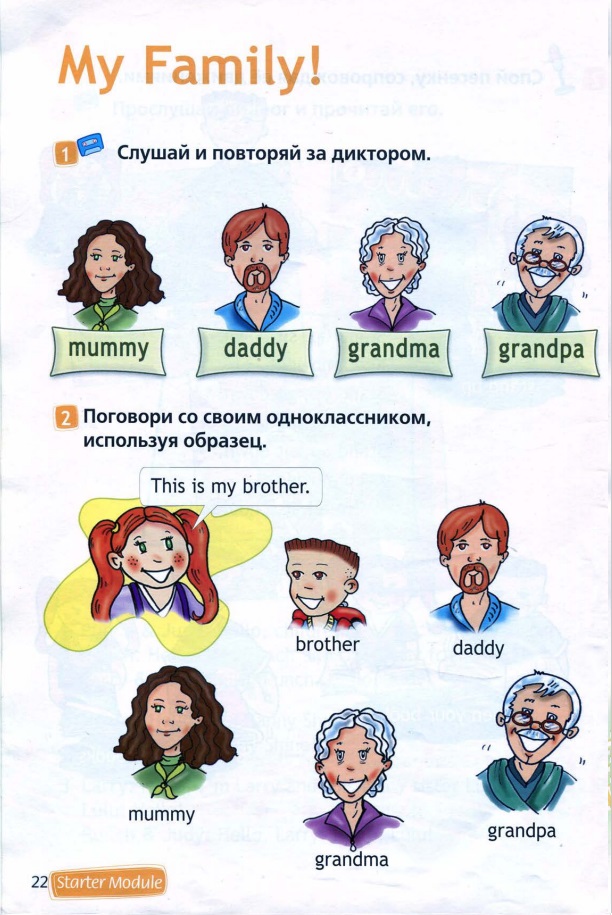 My Family!
1 Слушай и повторяй за диктором.
mummy daddy grandma grandpa
2 Поговори со своим одноклассником,
используя образец.
This is my brother.
brother daddy
mummy
grandma
grandpa
22 Starter Module